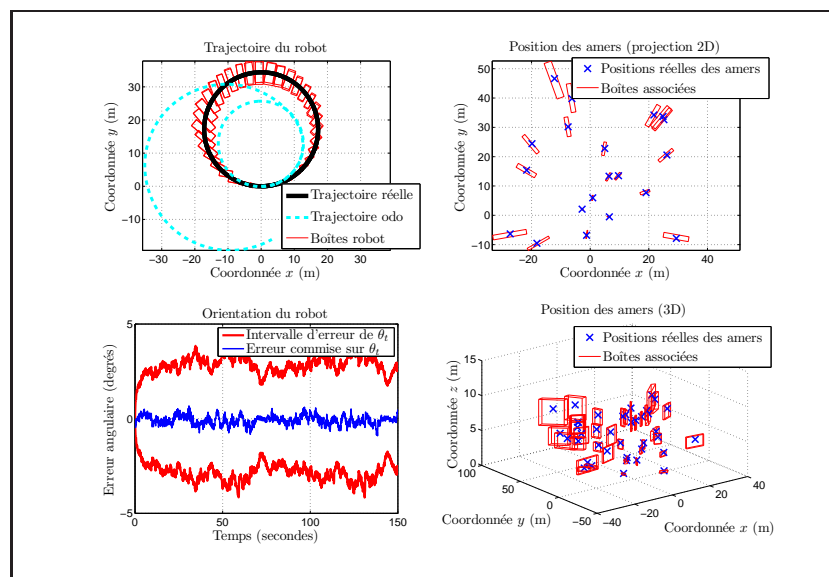 Trajectoire du robot
Coordonnée y (m)
40
30
20
10
0
−10
−30
−20
−10
0
10
20
30
Coordonnée x (m)
Trajectoire réelle
Trajectoire odo
Boîtes robot
Position des amers (projection 2D)
Coordonnée y (m)
50
40
30
20
10
0
−10
−20
0
20
40
Coordonnée x (m)
Positions réelles des amers
Boîtes associées
Orientation du robot
Erreur angulaire (degrés)
5
0
−5
0
50
100
150
Temps (secondes)
Intervalle d'erreur de θt
Erreur commise sur θt
Position des amers (3D)
Coordonnée z (m)
15
10
5
0
100
50
0
−50
Coordonnée y (m)
−40
−20
0
20
40
Coordonnée x (m)
Positions réelles des amers
Boîtes associées